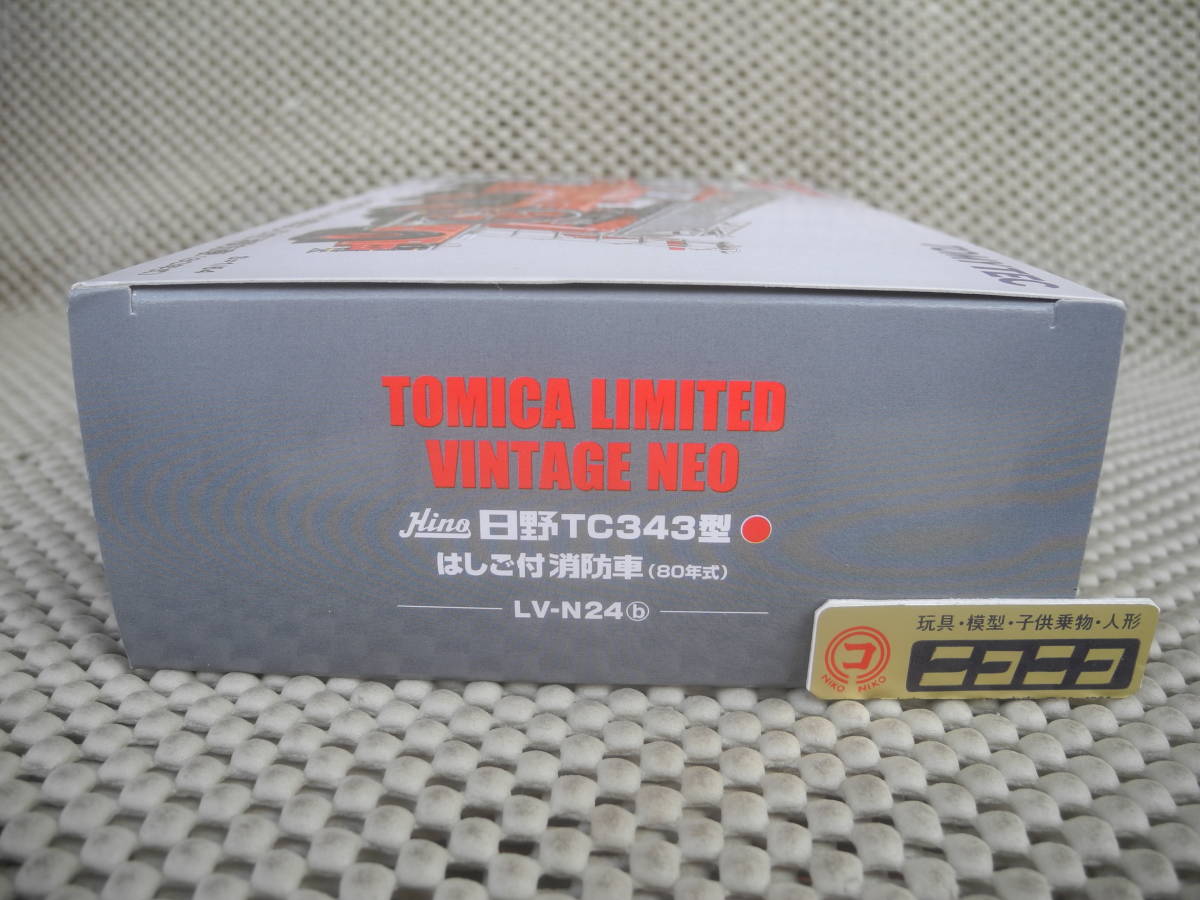 TOMYTEC
TOMICA LIMITED
VINTAGE NEO
Hino 日野TC343型
はしご付消防車(80年式)
LV-N24ⓑ
玩具・模型・子供乗物・人形
コ
NIKO NIKO
ニコニコ